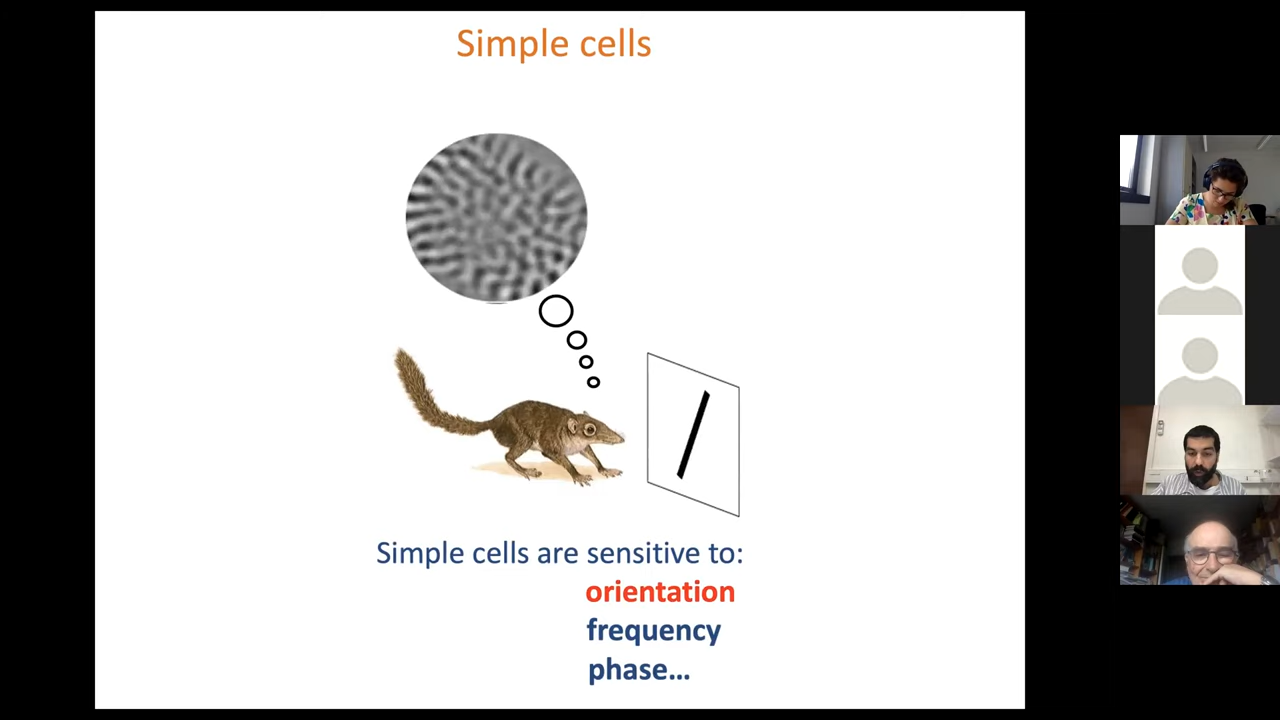 Simple cells
Simple cells are sensitive to:
orientation
frequency
phase...